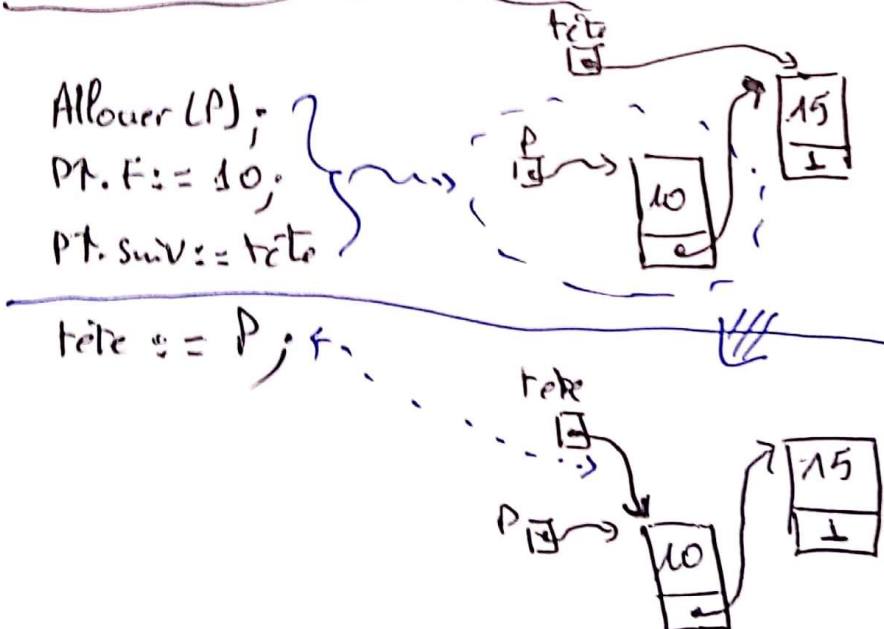 tête
Allouer (P);
P↑.E := 10;
P↑.suiv := tête
P
10
15
tête := P;
tête
P
10
15